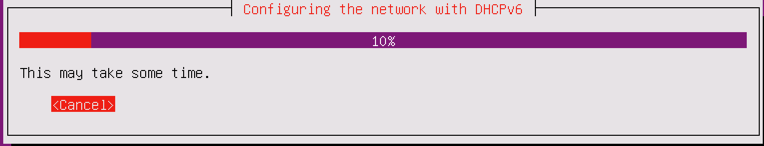 Configuring the network with DHCPv6
10%
This may take some time.
<Cancel>